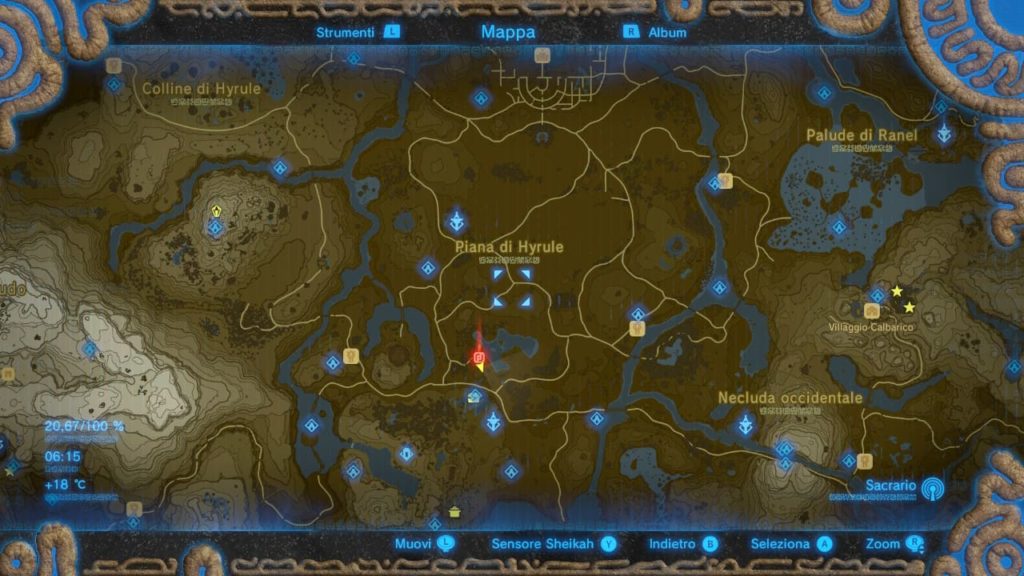 Strumenti L
Mappa
R Album
Colline di Hyrule
Palude di Ranel
Piana di Hyrule
udo
Villaggio Calbarico
Necluda occidentale
20,67/100 %
06:15
+18 °C
Sacrario
Muovi L
Sensore Sheikah Y
Indietro B
Seleziona A
Zoom R